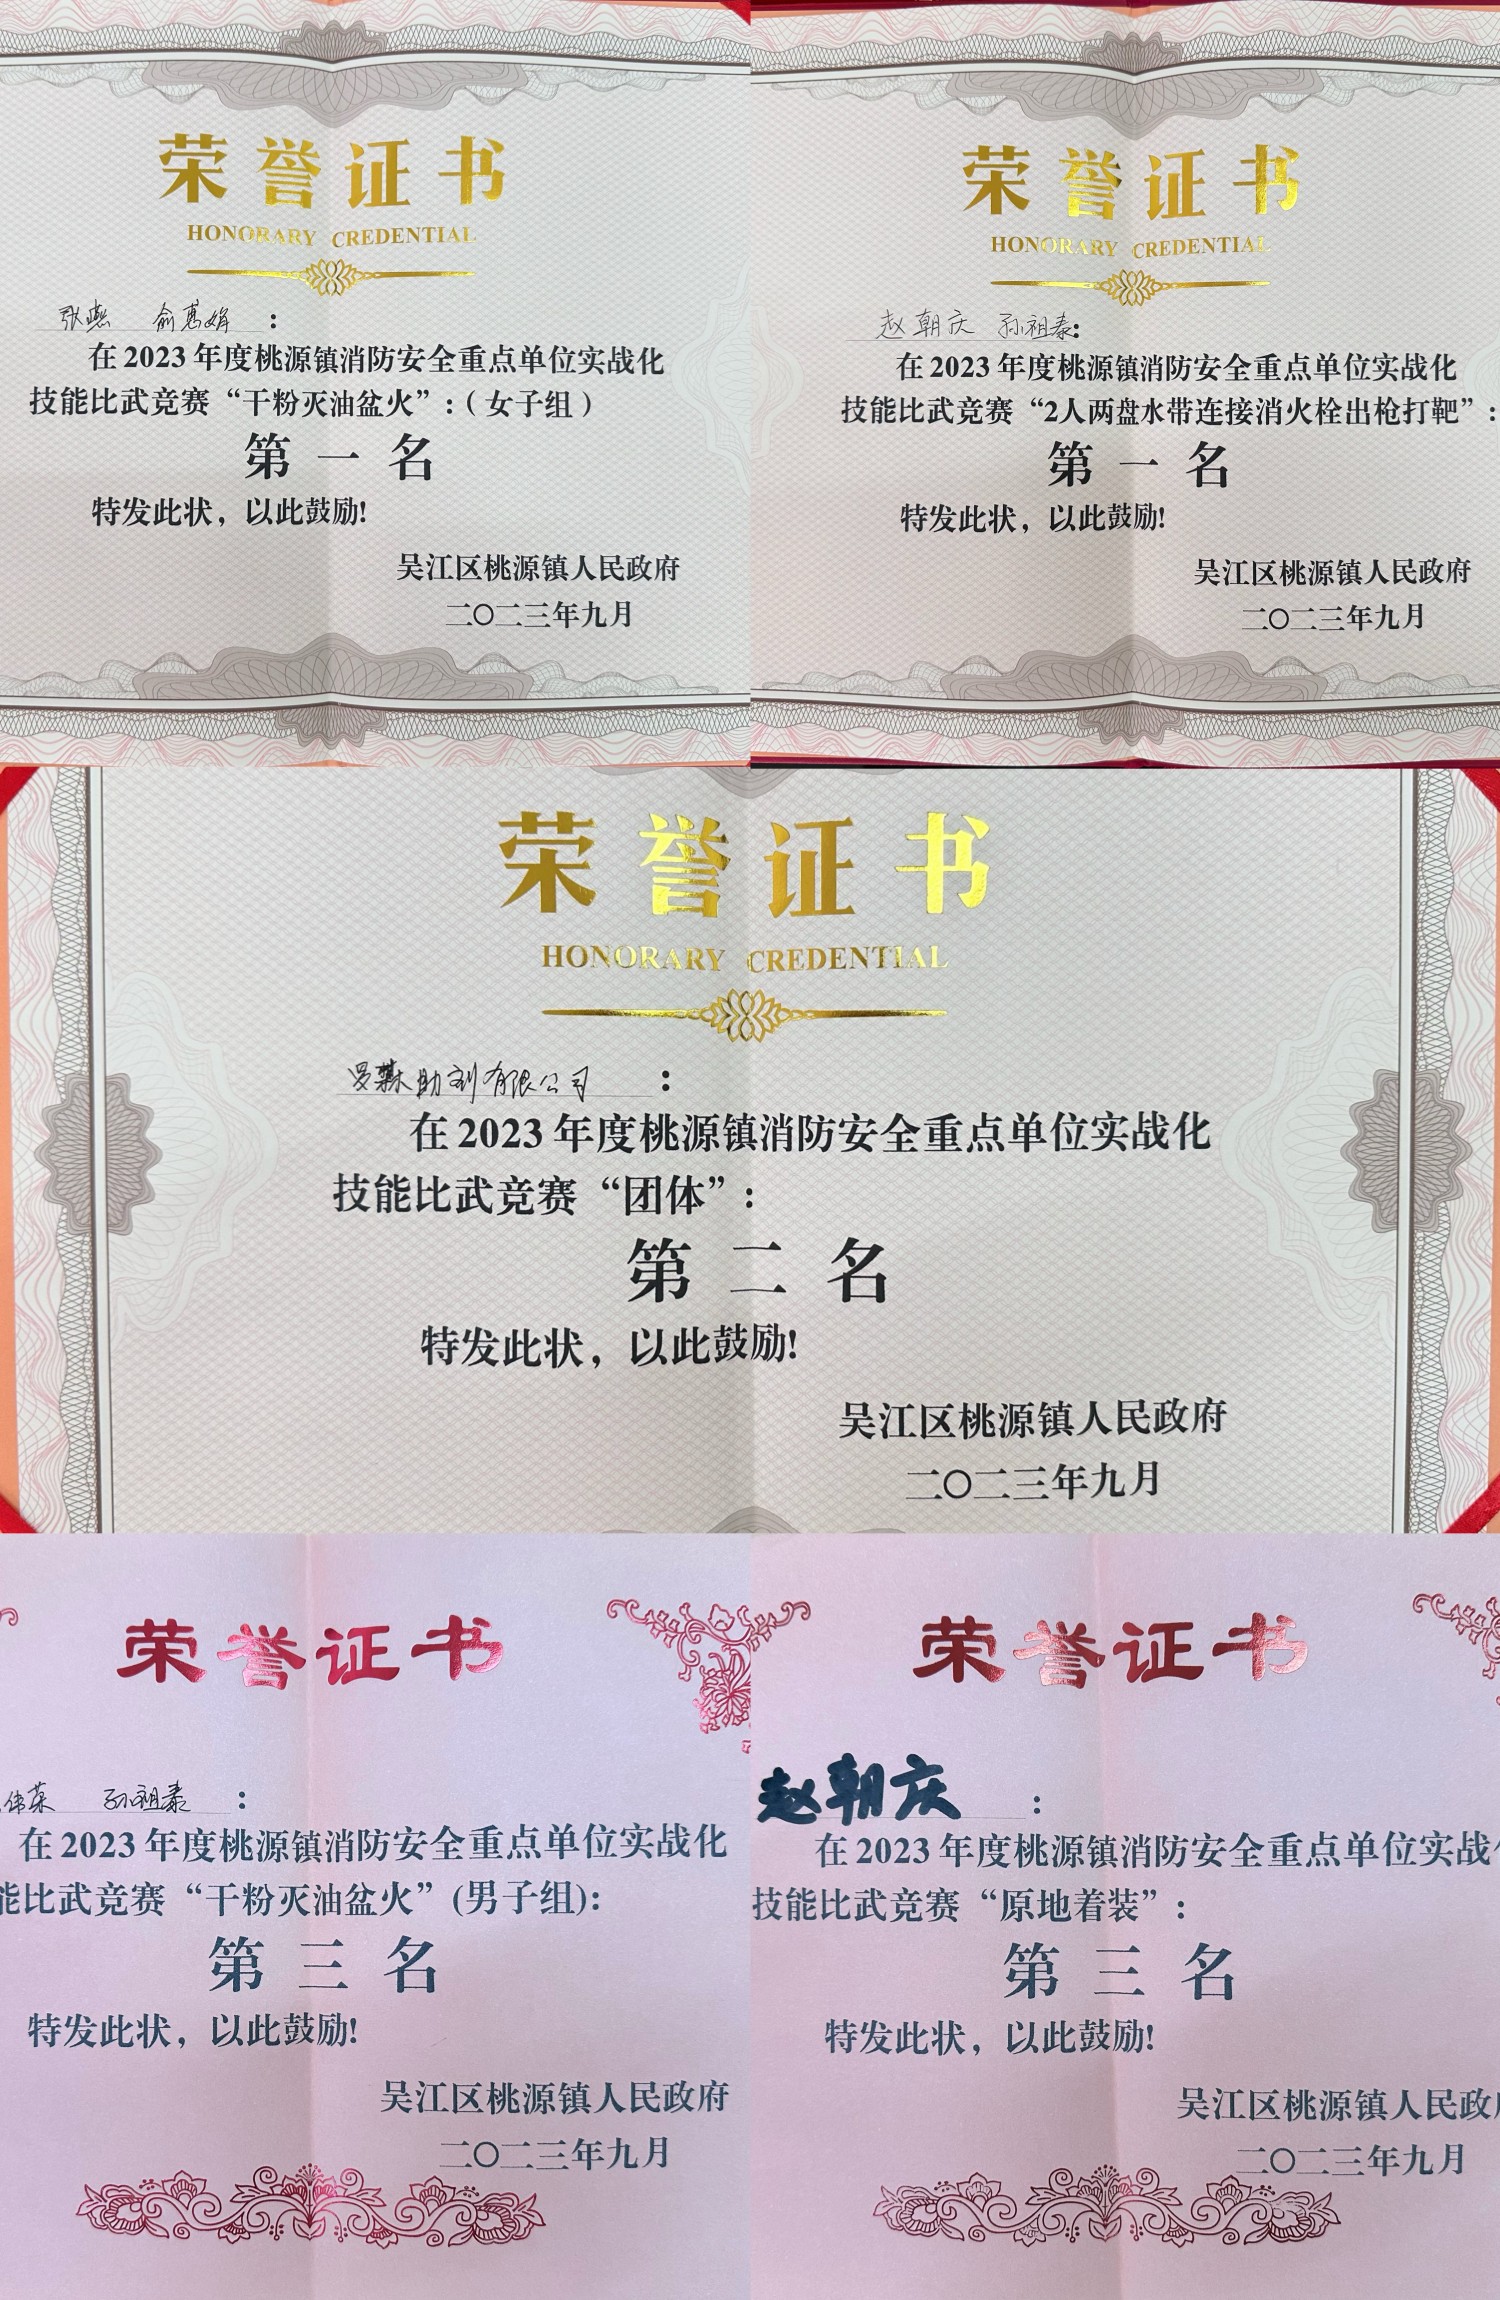 荣誉证书
HONORARY CREDENTIAL
张燕 俞惠娟：
在2023年度桃源镇消防安全重点单位实战化
技能比武竞赛“干粉灭油盆火”：（女子组）
第一名
特发此状，以此鼓励！
吴江区桃源镇人民政府
二〇二三年九月
荣誉证书
HONORARY CREDENTIAL
赵朝庆 孙祖泰：
在2023年度桃源镇消防安全重点单位实战化
技能比武竞赛“2人两盘水带连接消火栓出枪打靶”：
第一名
特发此状，以此鼓励！
吴江区桃源镇人民政府
二〇二三年九月
荣誉证书
HONORARY CREDENTIAL
助剂有限公司：
在2023年度桃源镇消防安全重点单位实战化
技能比武竞赛“团体”：
第二名
特发此状，以此鼓励！
吴江区桃源镇人民政府
二〇二三年九月
荣誉证书
伟荣 孙祖泰：
在2023年度桃源镇消防安全重点单位实战化
能比武竞赛“干粉灭油盆火”(男子组)：
第三名
特发此状，以此鼓励！
吴江区桃源镇人民政府
二〇二三年九月
荣誉证书
赵朝庆：
在2023年度桃源镇消防安全重点单位实战
技能比武竞赛“原地着装”：
第三名
特发此状，以此鼓励！
吴江区桃源镇人民政
二〇二三年九月